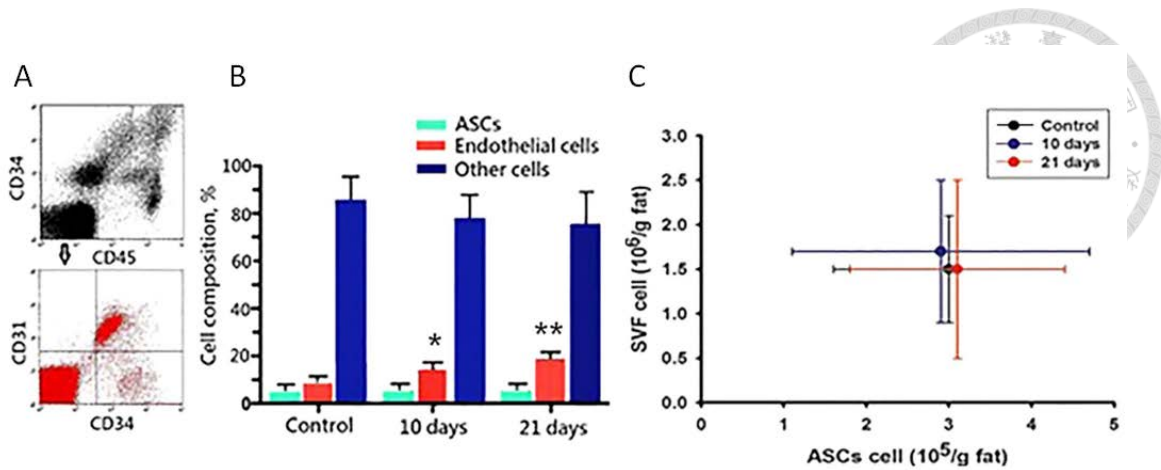 A
CD34
CD45
CD31
CD34
B
ASCs
Endothelial cells
Other cells
Cell composition, %
100
80
60
40
20
0
*
**
Control
10 days
21 days
C
Control
10 days
21 days
SVF cell (10⁶/g fat)
3.0
2.5
2.0
1.5
1.0
0.5
0.0
0
1
2
3
4
5
ASCs cell (10⁵/g fat)